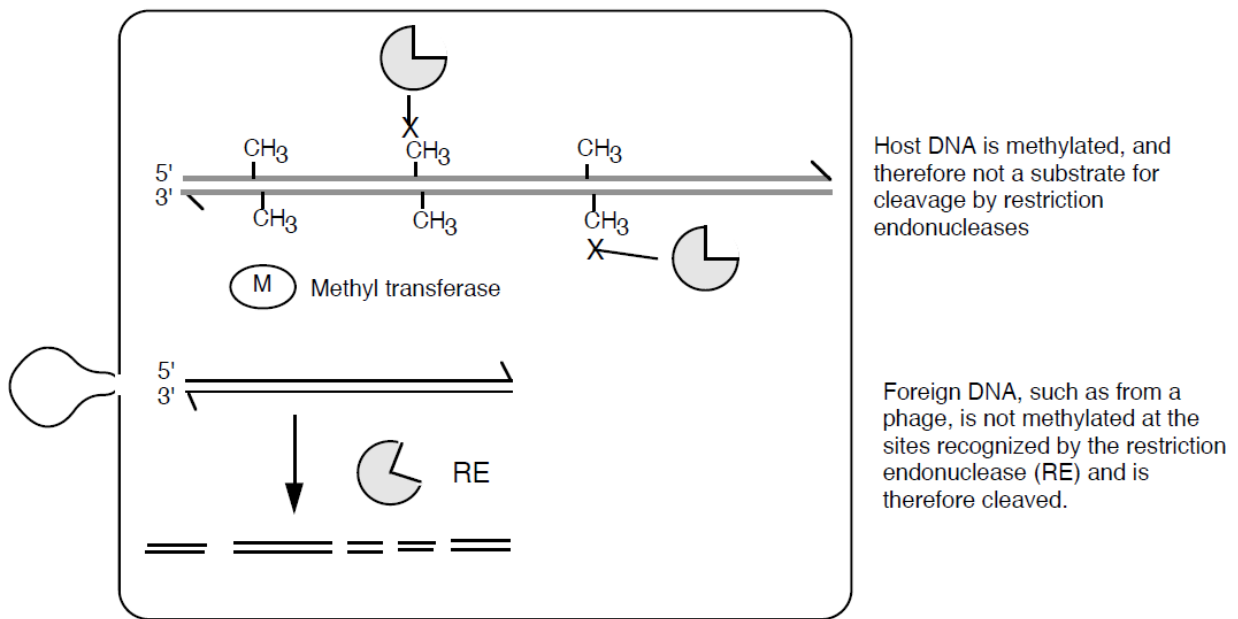 X
CH3 CH3 CH3
5'
3'
CH3 CH3 CH3
X
M Methyl transferase
Host DNA is methylated, and
therefore not a substrate for
cleavage by restriction
endonucleases
5'
3'
RE
Foreign DNA, such as from a
phage, is not methylated at the
sites recognized by the restriction
endonuclease (RE) and is
therefore cleaved.